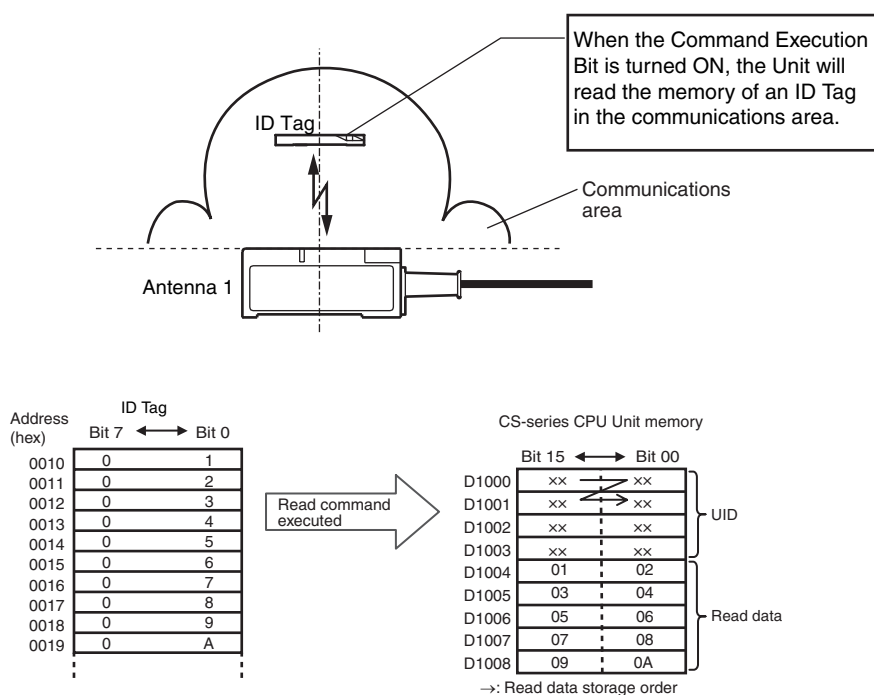 When the Command Execution
Bit is turned ON, the Unit will
read the memory of an ID Tag
in the communications area.
ID Tag
Communications
area
Antenna 1
ID Tag
Address
(hex)
Bit 7 Bit 0
0010 0 1
0011 0 2
0012 0 3
0013 0 4
0014 0 5
0015 0 6
0016 0 7
0017 0 8
0018 0 9
0019 0 A
Read command
executed
CS-series CPU Unit memory
Bit 15 Bit 00
D1000 ×× ××
D1001 ×× ××
D1002 ×× ××
D1003 ×× ××
UID
D1004 01 02
D1005 03 04
D1006 05 06
D1007 07 08
D1008 09 0A
Read data
→: Read data storage order